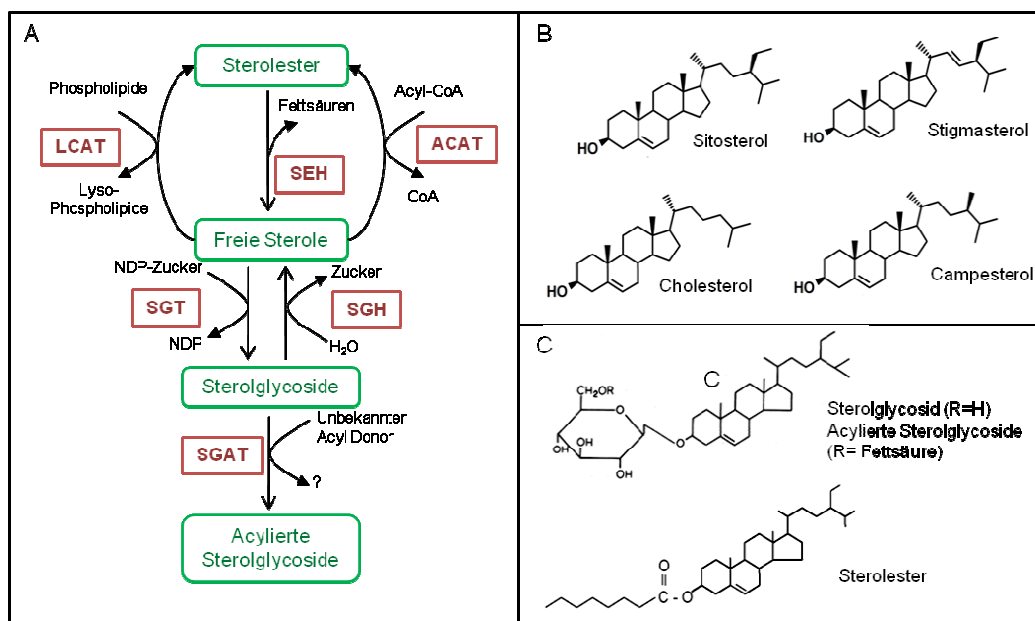 A
Sterolester
Phospholipide
Fettsäuren
Acyl-CoA
LCAT
SEH
ACAT
Lyso-
Phospholipice
CoA
Freie Sterole
NDP-Zucker
Zucker
SGT
SGH
NDP
H₂O
Sterolglycoside
Unbekannter
Acyl Donor
SGAT
?
Acylierte
Sterolglycoside
B
HO
Sitosterol
HO
Stigmasterol
HO
Cholesterol
HO
Campesterol
C
C
CH₂OR
O
O
OH
OH
OH
Sterolglycosid (R=H)
Acylierte Sterolglycoside
(R= Fettsäure)
O
C-O
Sterolester